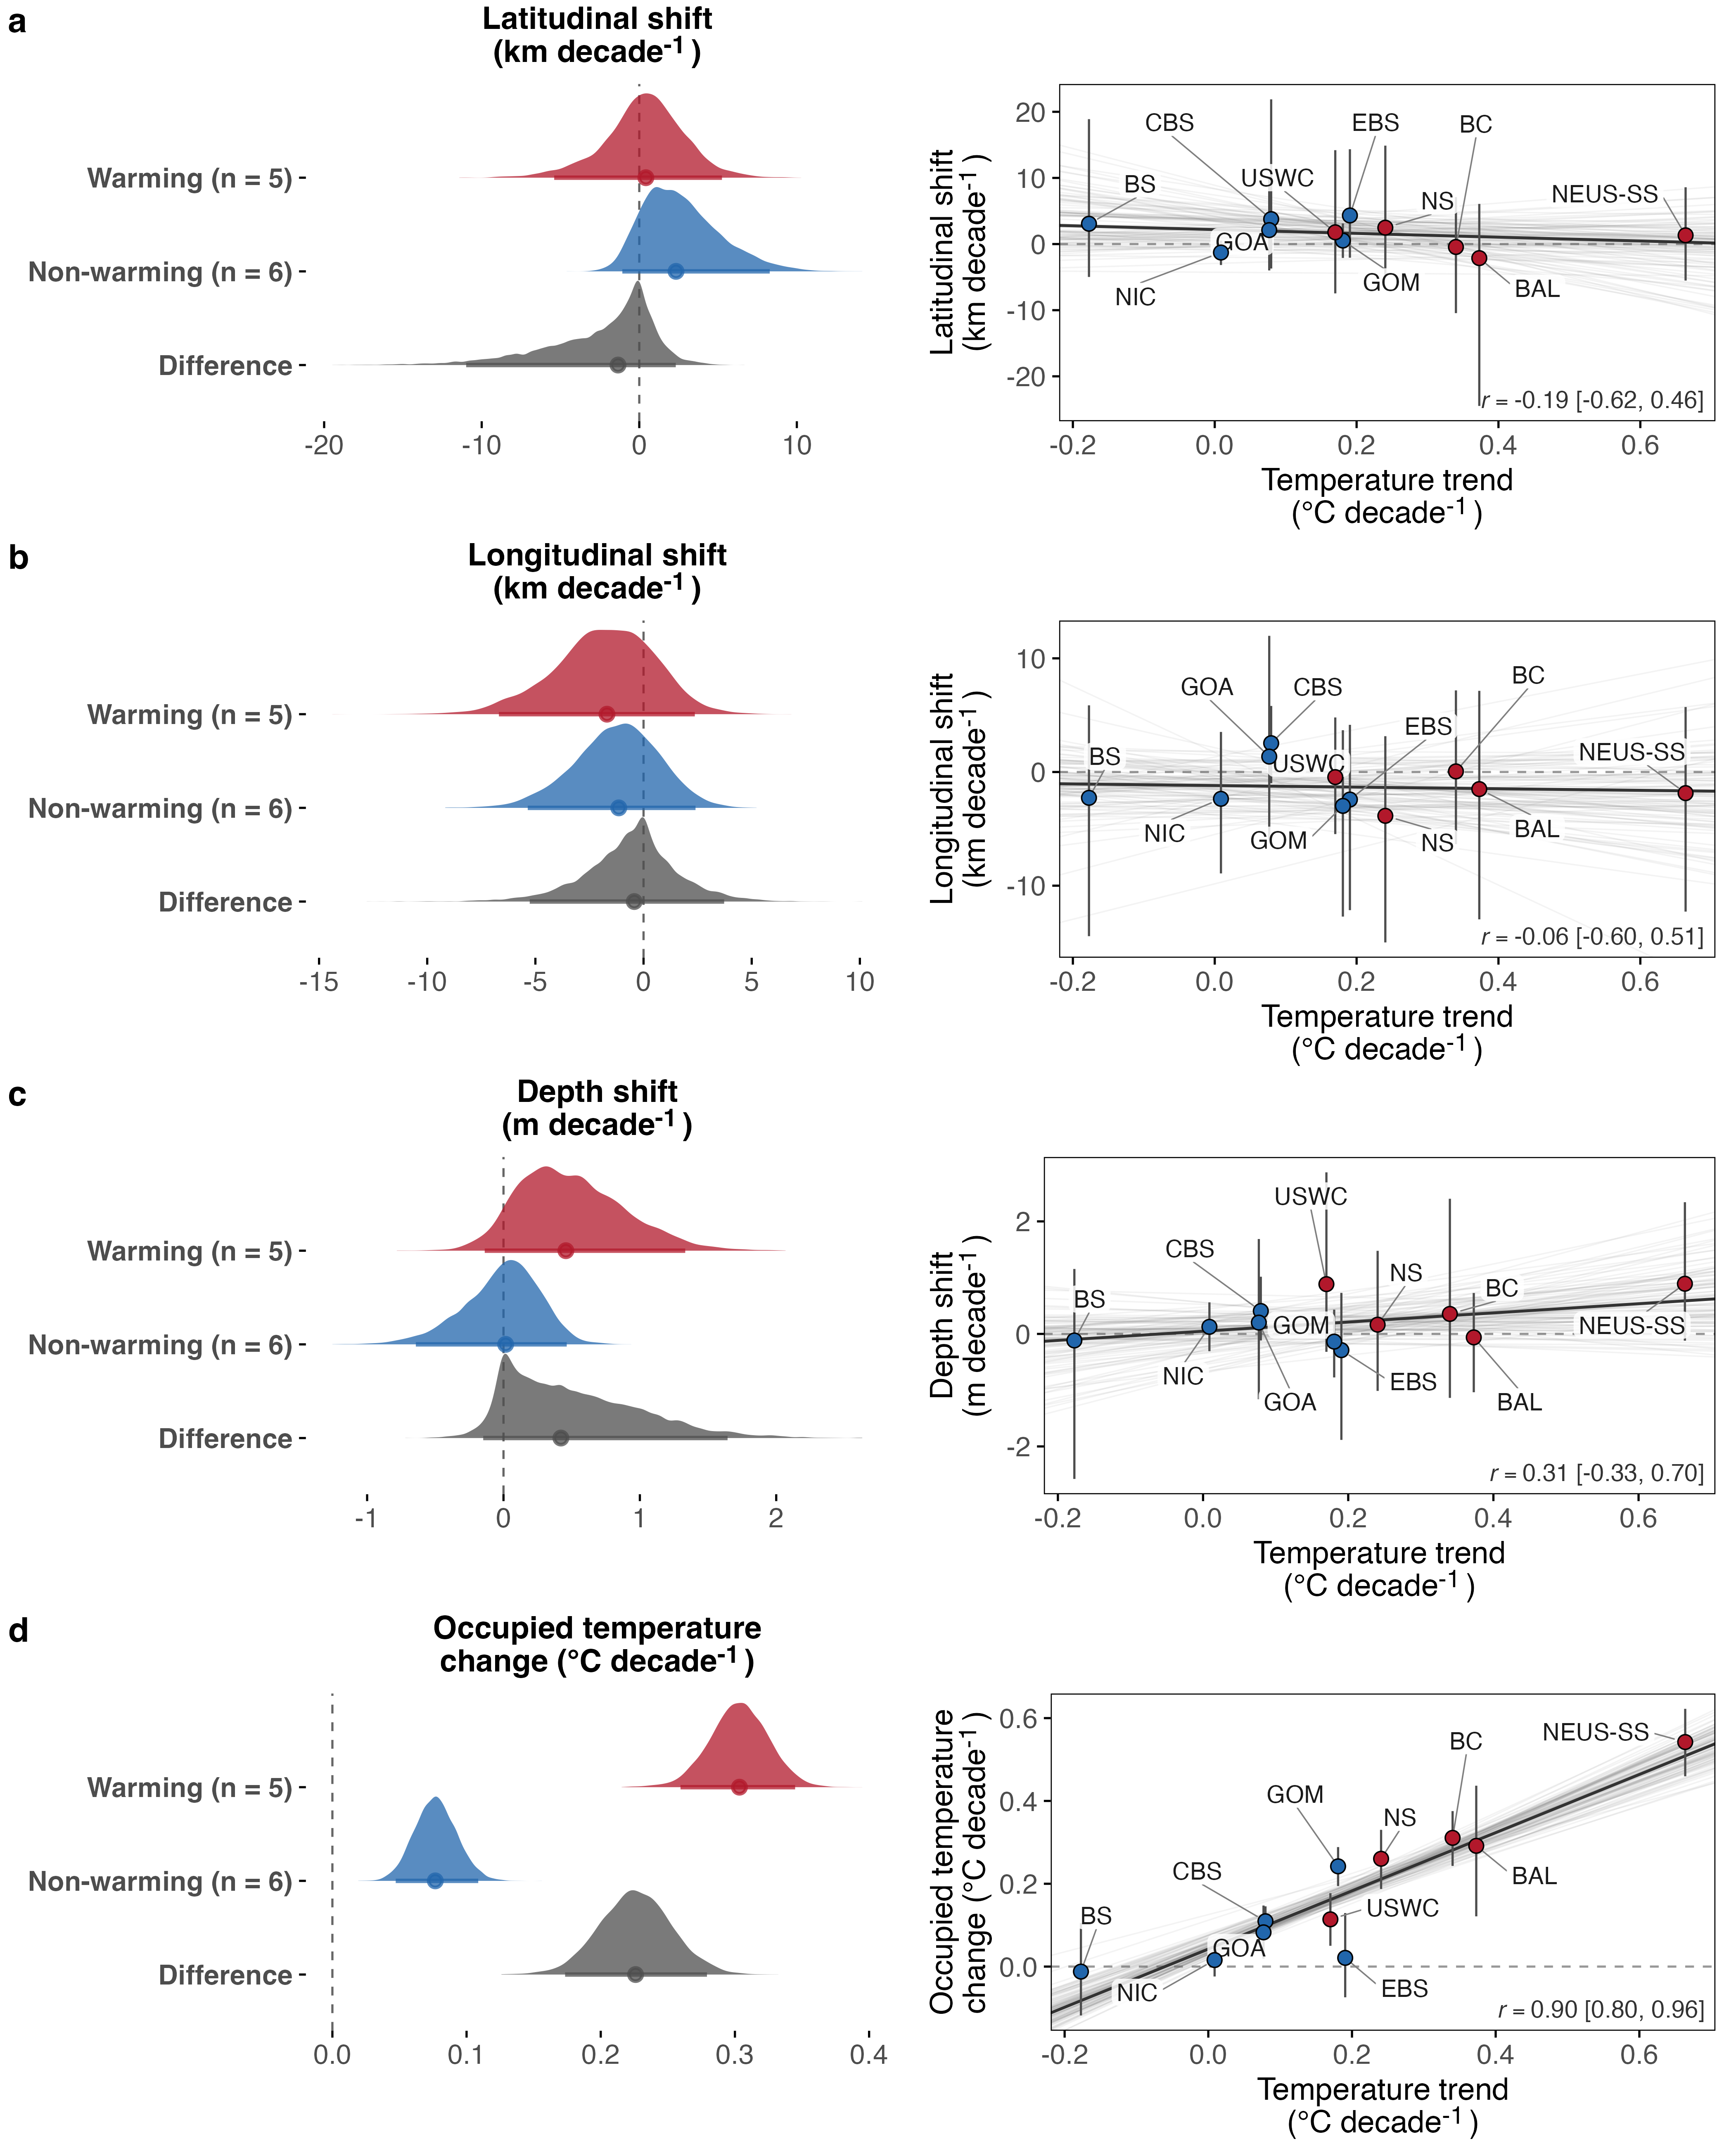 a
Latitudinal shift
(km decade-1)
Warming (n = 5)
Non-warming (n = 6)
Difference
-20 -10 0 10
Latitudinal shift
(km decade-1)
20
10
0
-10
-20
CBS
EBS
BC
BS
USWC
NS
NEUS-SS
GOA
NIC
GOM
BAL
r = -0.19 [-0.62, 0.46]
-0.2 0.0 0.2 0.4 0.6
Temperature trend
(°C decade-1)
b
Longitudinal shift
(km decade-1)
Warming (n = 5)
Non-warming (n = 6)
Difference
-15 -10 -5 0 5 10
Longitudinal shift
(km decade-1)
10
0
-10
GOA
CBS
BC
EBS
BS
USWC
NEUS-SS
NIC
GOM
NS
BAL
r = -0.06 [-0.60, 0.51]
-0.2 0.0 0.2 0.4 0.6
Temperature trend
(°C decade-1)
c
Depth shift
(m decade-1)
Warming (n = 5)
Non-warming (n = 6)
Difference
-1 0 1 2
Depth shift
(m decade-1)
2
0
-2
USWC
CBS
NS
BC
BS
GOM
NEUS-SS
NIC
GOA
EBS
BAL
r = 0.31 [-0.33, 0.70]
-0.2 0.0 0.2 0.4 0.6
Temperature trend
(°C decade-1)
d
Occupied temperature
change (°C decade-1)
Warming (n = 5)
Non-warming (n = 6)
Difference
0.0 0.1 0.2 0.3 0.4
Occupied temperature
change (°C decade-1)
0.6
0.4
0.2
0.0
NEUS-SS
BC
GOM
NS
CBS
BAL
USWC
BS
GOA
NIC
EBS
r = 0.90 [0.80, 0.96]
-0.2 0.0 0.2 0.4 0.6
Temperature trend
(°C decade-1)